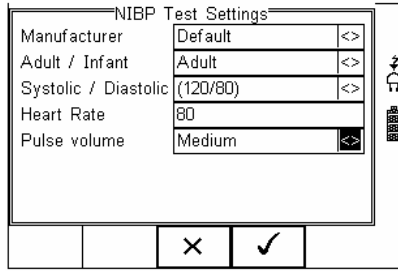 NIBP Test Settings
Manufacturer Default <>
Adult / Infant Adult <>
Systolic / Diastolic (120/80) <>
Heart Rate 80
Pulse volume Medium <>